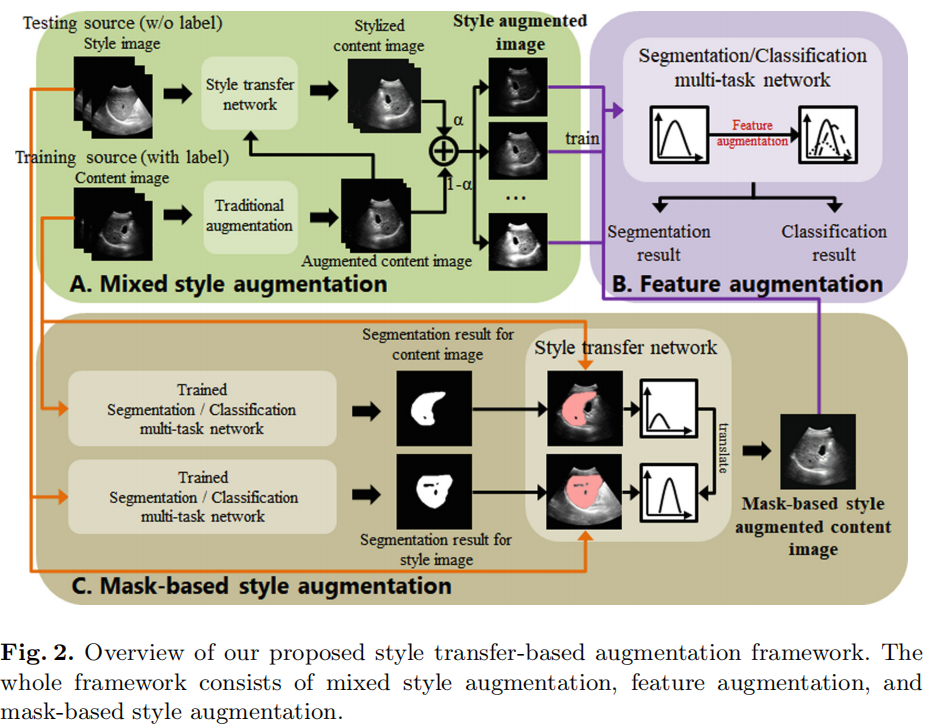 Testing source (w/o label)
Style image
Style transfer
network
Stylized
content image
Style augmented
image
α
1-α
train
...
Training source (with label)
Content image
Traditional
augmentation
Augmented content image
A. Mixed style augmentation
Segmentation/Classification
multi-task network
Feature
augmentation
Segmentation
result
Classification
result
B. Feature augmentation
Segmentation result for
content image
Style transfer network
Trained
Segmentation / Classification
multi-task network
Trained
Segmentation / Classification
multi-task network
translate
Segmentation result for
style image
Mask-based style
augmented content
image
C. Mask-based style augmentation
Fig. 2. Overview of our proposed style transfer-based augmentation framework. The
whole framework consists of mixed style augmentation, feature augmentation, and
mask-based style augmentation.